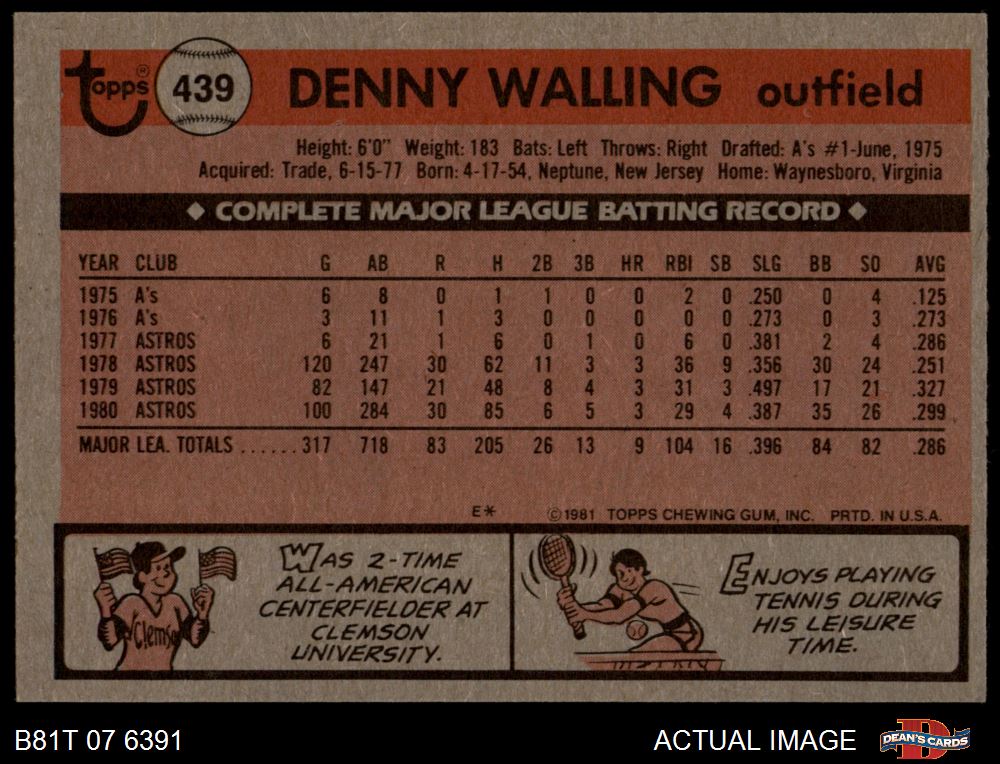 topps® 439 DENNY WALLING outfield
Height: 6'0" Weight: 183 Bats: Left Throws: Right Drafted: A's #1-June, 1975
Acquired: Trade, 6-15-77 Born: 4-17-54, Neptune, New Jersey Home: Waynesboro, Virginia
◆ COMPLETE MAJOR LEAGUE BATTING RECORD ◆
YEAR CLUB G AB R H 2B 3B HR RBI SB SLG BB SO AVG
1975 A's 6 8 0 1 1 0 0 2 0 .250 0 4 .125
1976 A's 3 11 1 3 0 0 0 0 0 .273 0 3 .273
1977 ASTROS 6 21 1 6 0 1 0 6 0 .381 2 4 .286
1978 ASTROS 120 247 30 62 11 3 3 36 9 .356 30 24 .251
1979 ASTROS 82 147 21 48 8 4 3 31 3 .497 17 21 .327
1980 ASTROS 100 284 30 85 6 5 3 29 4 .387 35 26 .299
MAJOR LEA. TOTALS ...... 317 718 83 205 26 13 9 104 16 .396 84 82 .286
E* ©1981 TOPPS CHEWING GUM, INC. PRTD. IN U.S.A.
WAS 2-TIME
ALL-AMERICAN
CENTERFIELDER AT
CLEMSON
UNIVERSITY.
Clemso
ENJOYS PLAYING
TENNIS DURING
HIS LEISURE
TIME.
B81T 07 6391 ACTUAL IMAGE D DEAN'S CARDS